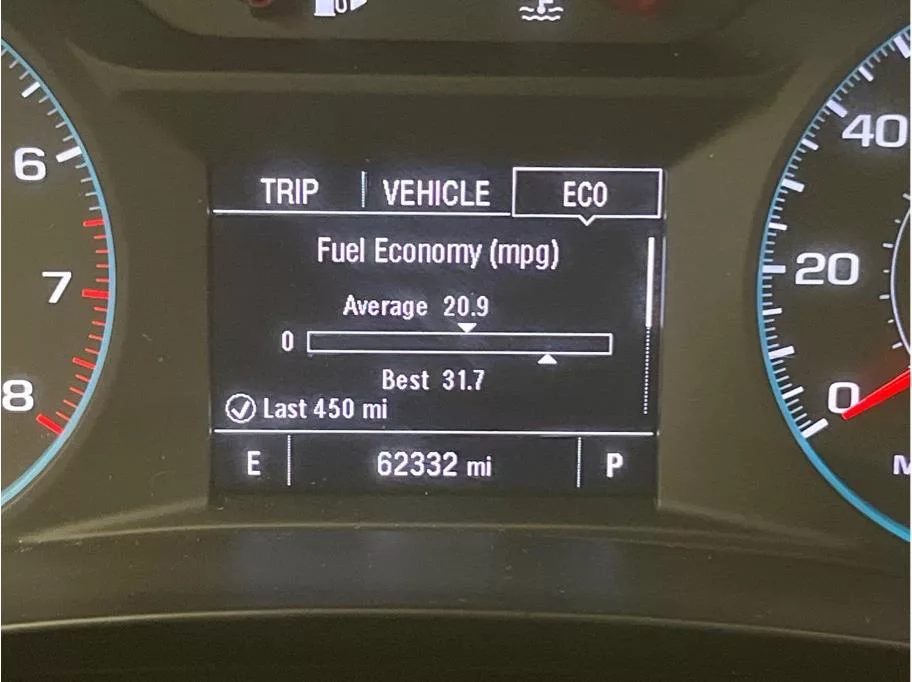 TRIP VEHICLE ECO
Fuel Economy (mpg)
Average 20.9
0
Best 31.7
Last 450 mi
E 62332 mi P
6
7
8
40
20
0